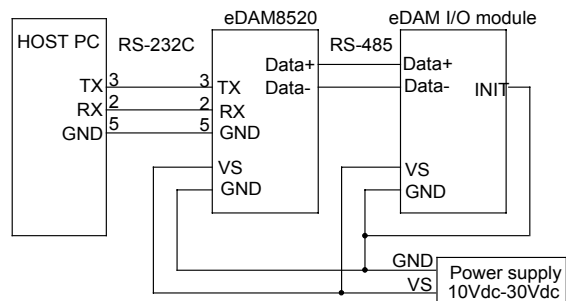 eDAM8520
eDAM I/O module
HOST PC
RS-232C
RS-485
Data+
Data+
TX
3
3
TX
Data-
Data-
INIT
RX
2
2
RX
GND
5
5
GND
VS
VS
GND
GND
GND
Power supply
VS
10Vdc-30Vdc